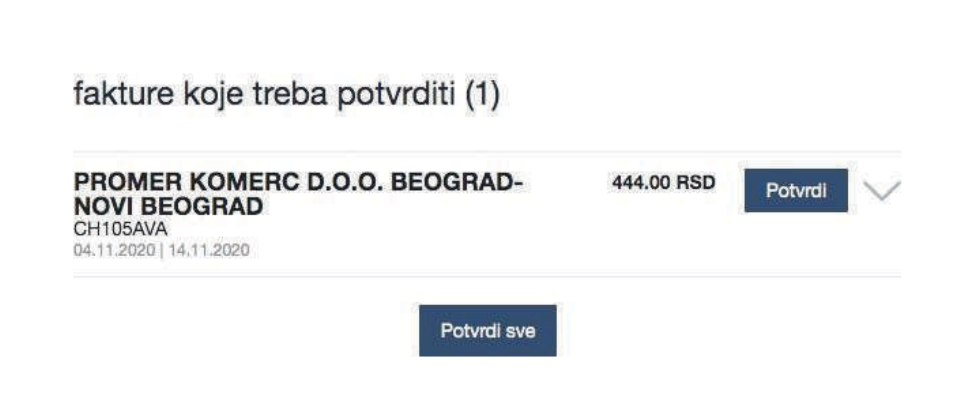 fakture koje treba potvrditi (1)
PROMER KOMERC D.O.O. BEOGRAD-
NOVI BEOGRAD
444.00 RSD
Potvrdi
CH105AVA
04.11.2020 | 14.11.2020
Potvrdi sve